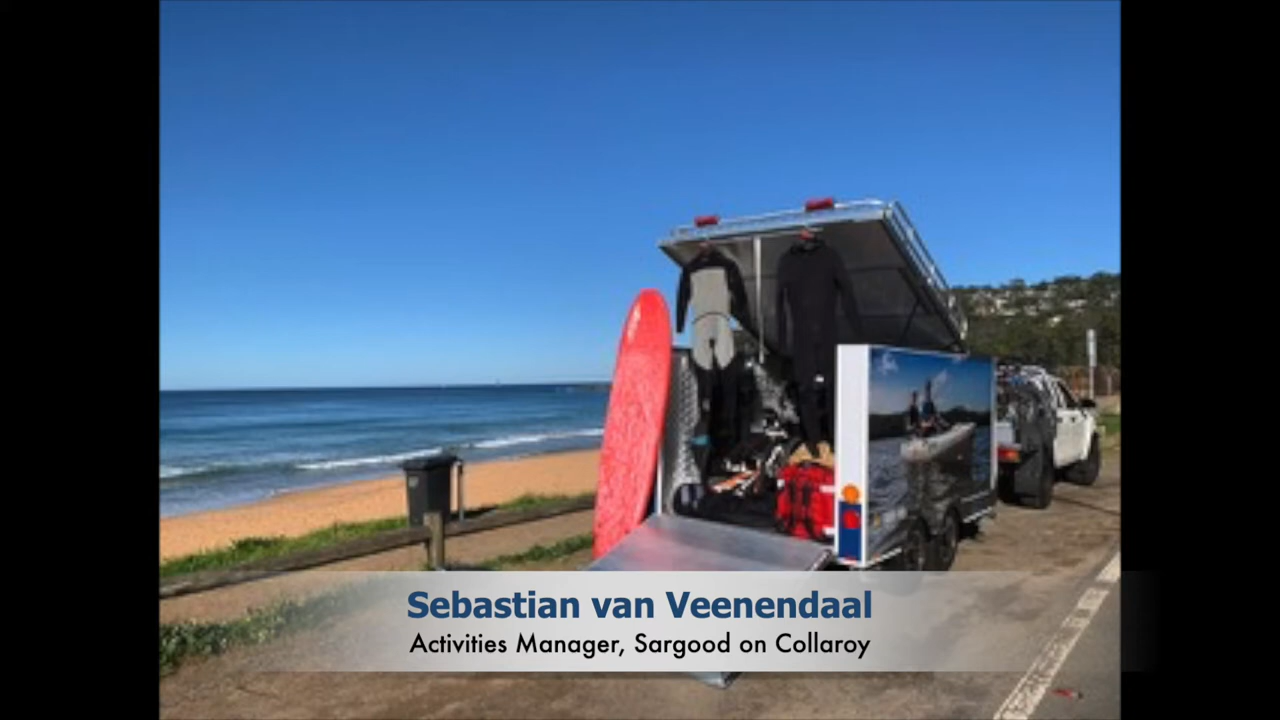 Sebastian van Veenendaal
Activities Manager, Sargood on Collaroy